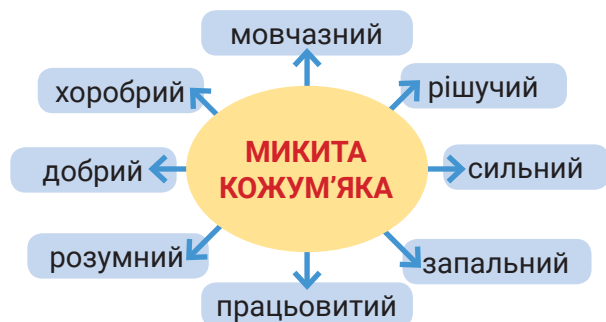 мовчазний
хоробрий
рішучий
МИКИТА
КОЖУМ'ЯКА
добрий
сильний
розумний
запальний
працьовитий